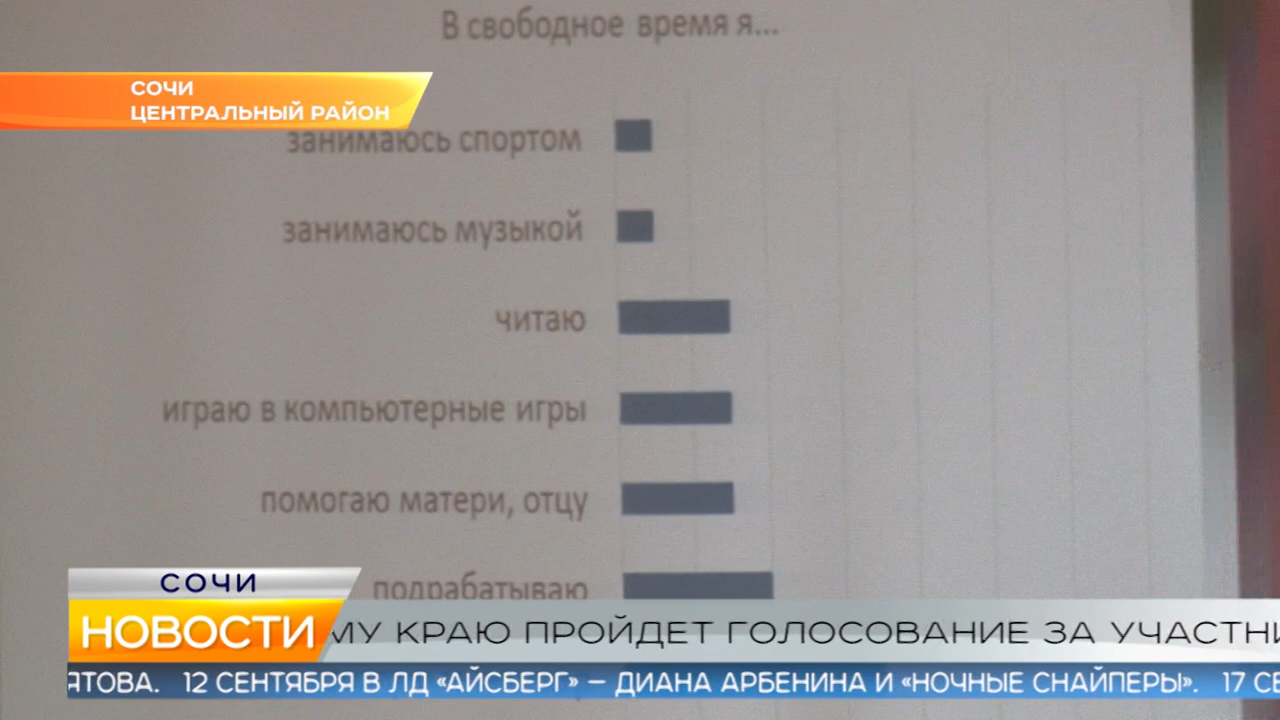 В свободное время я...
СОЧИ
ЦЕНТРАЛЬНЫЙ РАЙОН
занимаюсь спортом
занимаюсь музыкой
читаю
играю в компьютерные игры
помогаю матери, отцу
подрабатываю
СОЧИ
НОВОСТИ
МУ КРАЮ ПРОЙДЕТ ГОЛОСОВАНИЕ ЗА УЧАСТНИ
ЯТОВА. 12 СЕНТЯБРЯ В ЛД «АЙСБЕРГ» – ДИАНА АРБЕНИНА И «НОЧНЫЕ СНАЙПЕРЫ». 17 СЕ